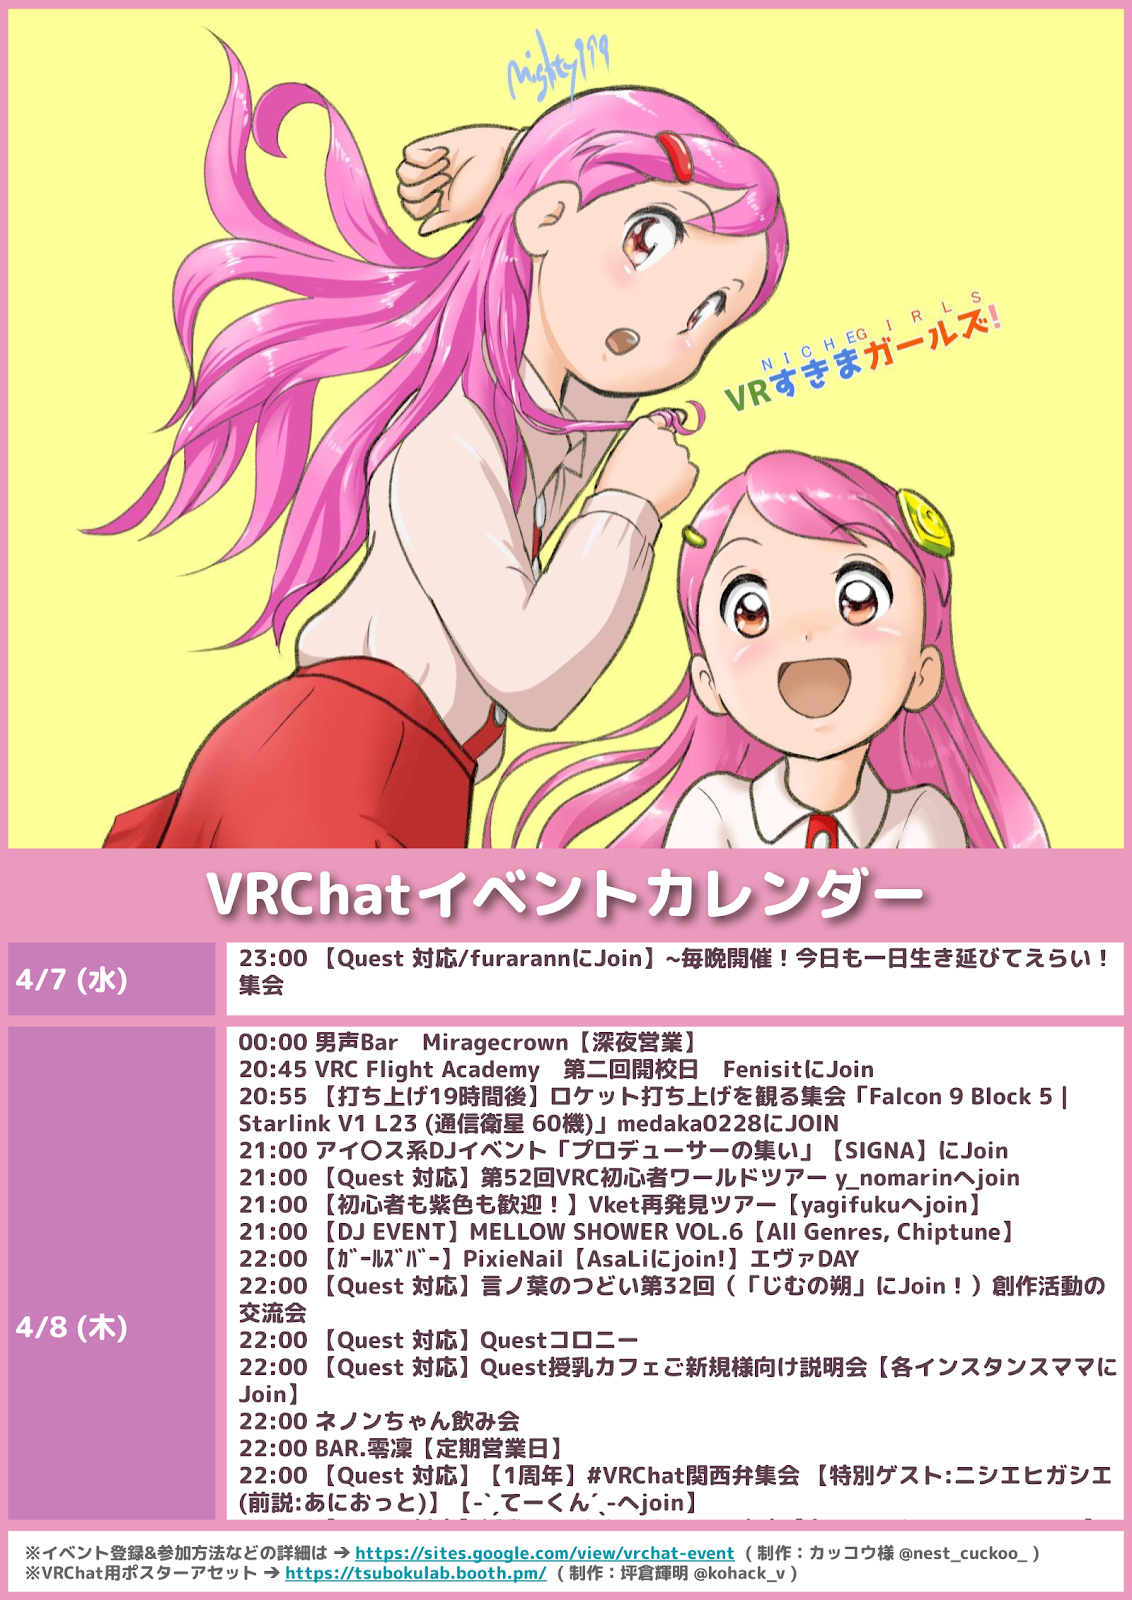 mighty199
NICHE GIRLS
VRすきまガールズ!
VRChatイベントカレンダー
4/7 (水)
23:00 【Quest 対応/furarannにJoin】~毎晩開催！今日も一日生き延びてえらい！
集会
4/8 (木)
00:00 男声Bar　Miragecrown【深夜営業】
20:45 VRC Flight Academy　第二回開校日　FenisitにJoin
20:55 【打ち上げ19時間後】ロケット打ち上げを観る集会「Falcon 9 Block 5 |
Starlink V1 L23 (通信衛星 60機)」medaka0228にJOIN
21:00 アイ〇ス系DJイベント「プロデューサーの集い」【SIGNA】にJoin
21:00 【Quest 対応】第52回VRC初心者ワールドツアー y_nomarinへjoin
21:00 【初心者も紫色も歓迎！】Vket再発見ツアー【yagifukuへjoin】
21:00 【DJ EVENT】MELLOW SHOWER VOL.6【All Genres, Chiptune】
22:00 【ｶﾞｰﾙｽﾞﾊﾞｰ】PixieNail【AsaLiにjoin!】エヴァDAY
22:00 【Quest 対応】言ノ葉のつどい第32回（「じむの朔」にJoin！）創作活動の
交流会
22:00 【Quest 対応】Questコロニー
22:00 【Quest 対応】Quest授乳カフェご新規様向け説明会【各インスタンスママに
Join】
22:00 ネノンちゃん飲み会
22:00 BAR.零凜【定期営業日】
22:00 【Quest 対応】【1周年】#VRChat関西弁集会 【特別ゲスト:ニシエヒガシエ
(前説:あにおっと)】【-ˋˏてーくんˊˎ-へjoin】
※イベント登録&参加方法などの詳細は → https://sites.google.com/view/vrchat-event ( 制作：カッコウ様 @nest_cuckoo_ )
※VRChat用ポスターアセット → https://tsubokulab.booth.pm/ ( 制作：坪倉輝明 @kohack_v )